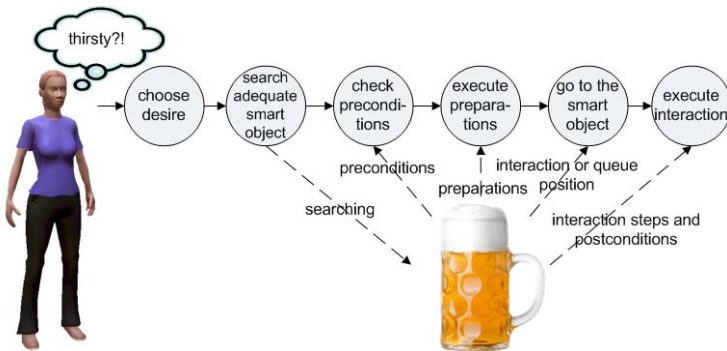 thirsty?!
choose
desire
search
adequate
smart
object
check
precondi-
tions
execute
prepara-
tions
go to the
smart
object
execute
interaction
preconditions
preparations
interaction or queue
position
searching
interaction steps and
postconditions